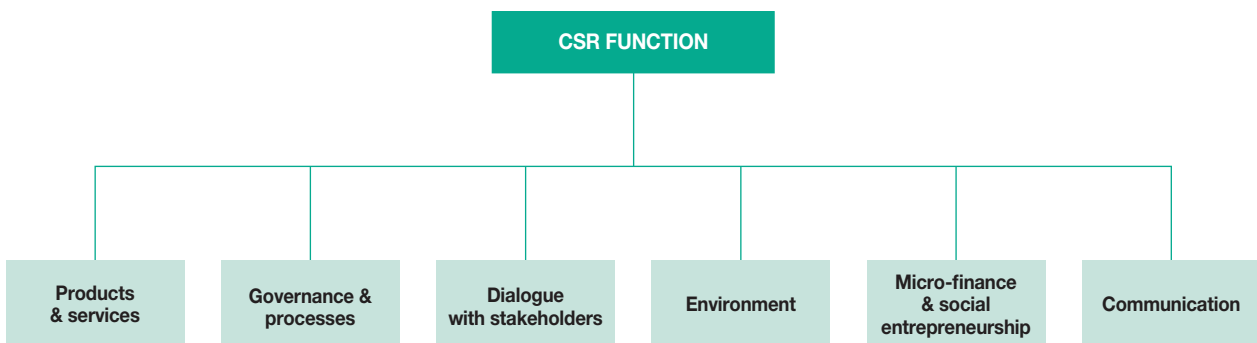 CSR FUNCTION
Products
& services
Governance &
processes
Dialogue
with stakeholders
Environment
Micro-finance
& social
entrepreneurship
Communication